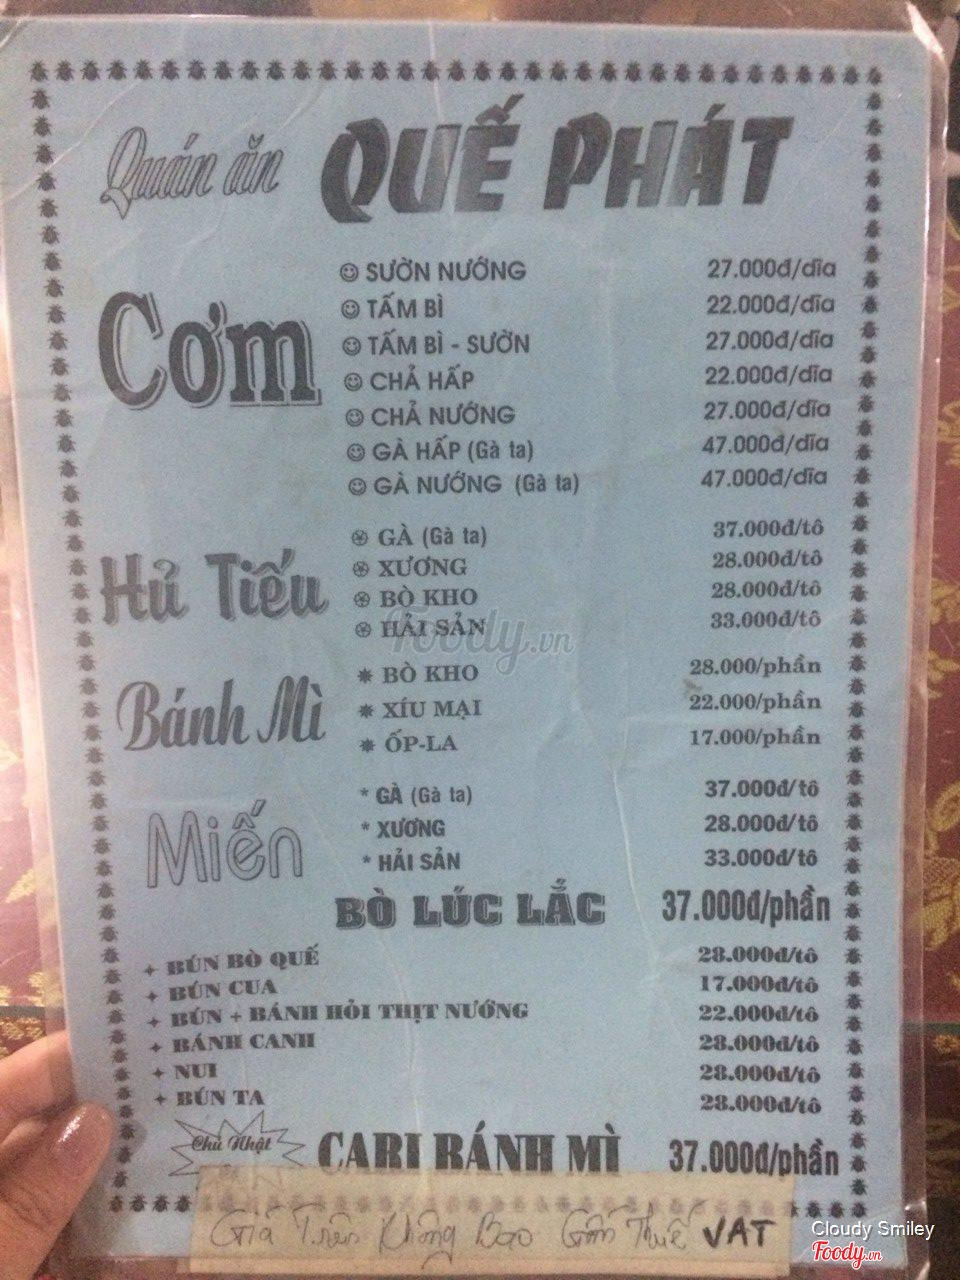 Quán ăn QUẾ PHÁT
Cơm
SƯỜN NƯỚNG 27.000đ/dĩa
TẤM BÌ 22.000đ/dĩa
TẤM BÌ - SƯỜN 27.000đ/dĩa
CHẢ HẤP 22.000đ/dĩa
CHẢ NƯỚNG 27.000đ/dĩa
GÀ HẤP (Gà ta) 47.000đ/dĩa
GÀ NƯỚNG (Gà ta) 47.000đ/dĩa
Hủ Tiếu
GÀ (Gà ta) 37.000đ/tô
XƯƠNG 28.000đ/tô
BÒ KHO 28.000đ/tô
HẢI SẢN 33.000đ/tô
Foody.vn
Bánh Mì
BÒ KHO 28.000/phần
XÍU MẠI 22.000/phần
ỐP-LA 17.000/phần
Miến
* GÀ (Gà ta) 37.000đ/tô
* XƯƠNG 28.000đ/tô
* HẢI SẢN 33.000đ/tô
BÒ LÚC LẮC 37.000đ/phần
BÚN BÒ QUẾ 28.000đ/tô
BÚN CUA 17.000đ/tô
BÚN + BÁNH HỎI THỊT NƯỚNG 22.000đ/tô
BÁNH CANH 28.000đ/tô
NUI 28.000đ/tô
BÚN TA 28.000đ/tô
Chủ Nhật CARI BÁNH MÌ 37.000đ/phần
Giá Trên Không Bao Gồm Thuế VAT
Cloudy Smiley
Foody.vn